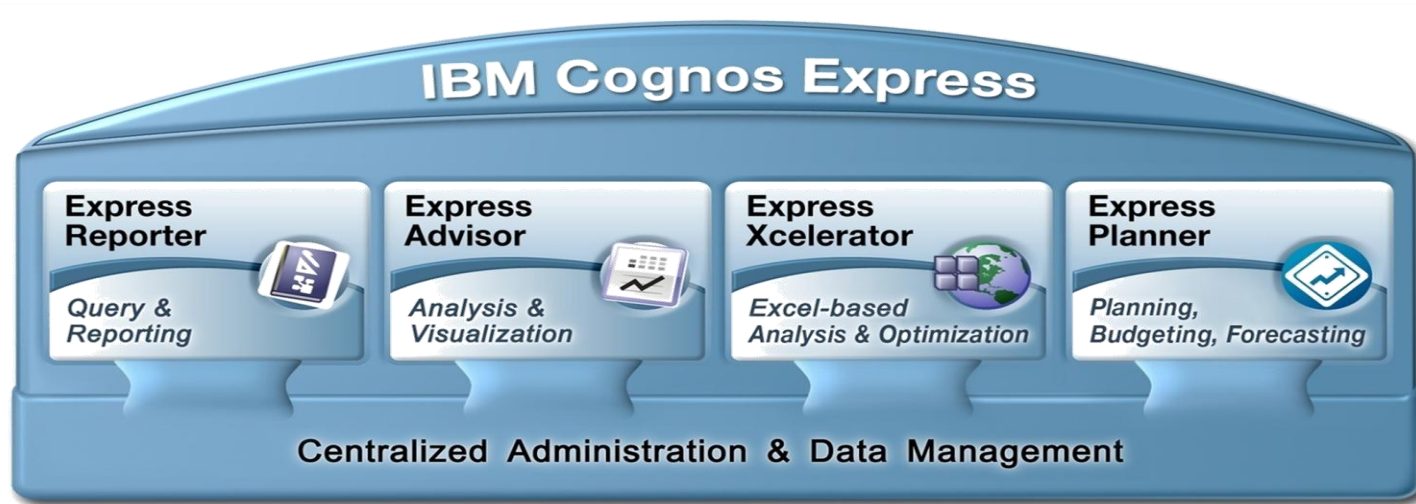 IBM Cognos Express
Express
Reporter
Query &
Reporting
Express
Advisor
Analysis &
Visualization
Express
Xcelerator
Excel-based
Analysis & Optimization
Express
Planner
Planning,
Budgeting, Forecasting
Centralized Administration & Data Management